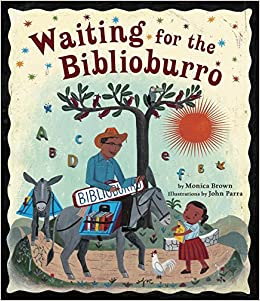 Waiting for the
Biblioburro
A B C
B D
e f B
BIBLIOBURRO
by Monica Brown
Illustrations by John Parra